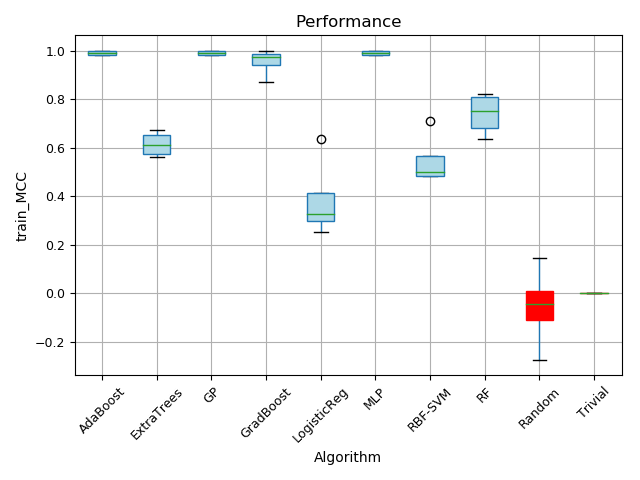 Performance
train_MCC
1.0
0.8
0.6
0.4
0.2
0.0
−0.2
AdaBoost
ExtraTrees
GP
GradBoost
LogisticReg
MLP
RBF-SVM
RF
Random
Trivial
Algorithm